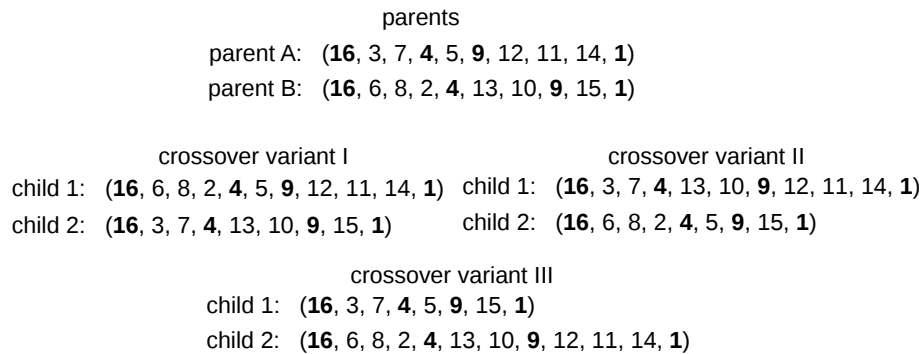 parents
parent A: (16, 3, 7, 4, 5, 9, 12, 11, 14, 1)
parent B: (16, 6, 8, 2, 4, 13, 10, 9, 15, 1)
crossover variant I
child 1: (16, 6, 8, 2, 4, 5, 9, 12, 11, 14, 1)
child 2: (16, 3, 7, 4, 13, 10, 9, 15, 1)
crossover variant II
child 1: (16, 3, 7, 4, 13, 10, 9, 12, 11, 14, 1)
child 2: (16, 6, 8, 2, 4, 5, 9, 15, 1)
crossover variant III
child 1: (16, 3, 7, 4, 5, 9, 15, 1)
child 2: (16, 6, 8, 2, 4, 13, 10, 9, 12, 11, 14, 1)